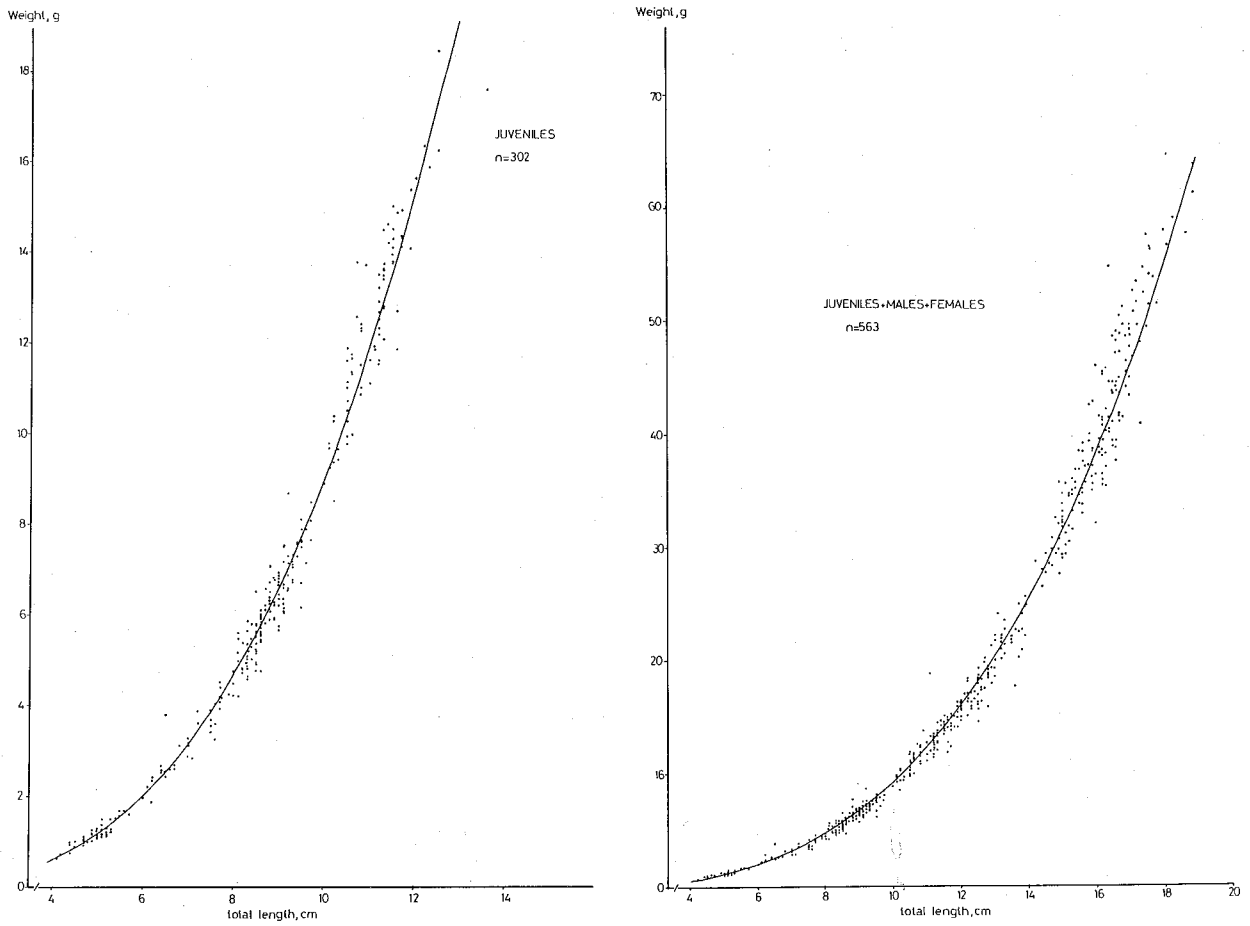 Weight, g
18
16
14
12
10
8
6
4
2
0
4 6 8 10 12 14
total length, cm
JUVENILES
n=302
Weight, g
70
60
50
40
30
20
16
0
4 6 8 10 12 14 16 18 20
total length, cm
JUVENILES+MALES+FEMALES
n=563